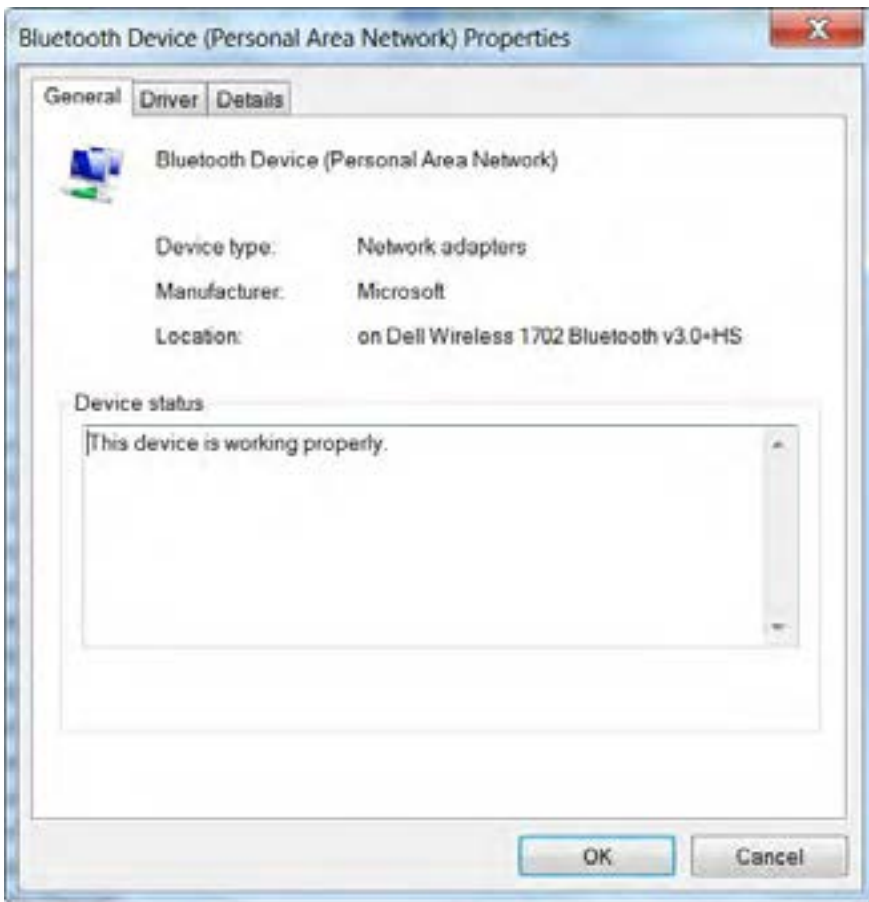 Bluetooth Device (Personal Area Network) Properties
General Driver Details
Bluetooth Device (Personal Area Network)
Device type: Network adapters
Manufacturer: Microsoft
Location: on Dell Wireless 1702 Bluetooth v3.0+HS
Device status
This device is working properly.
OK Cancel